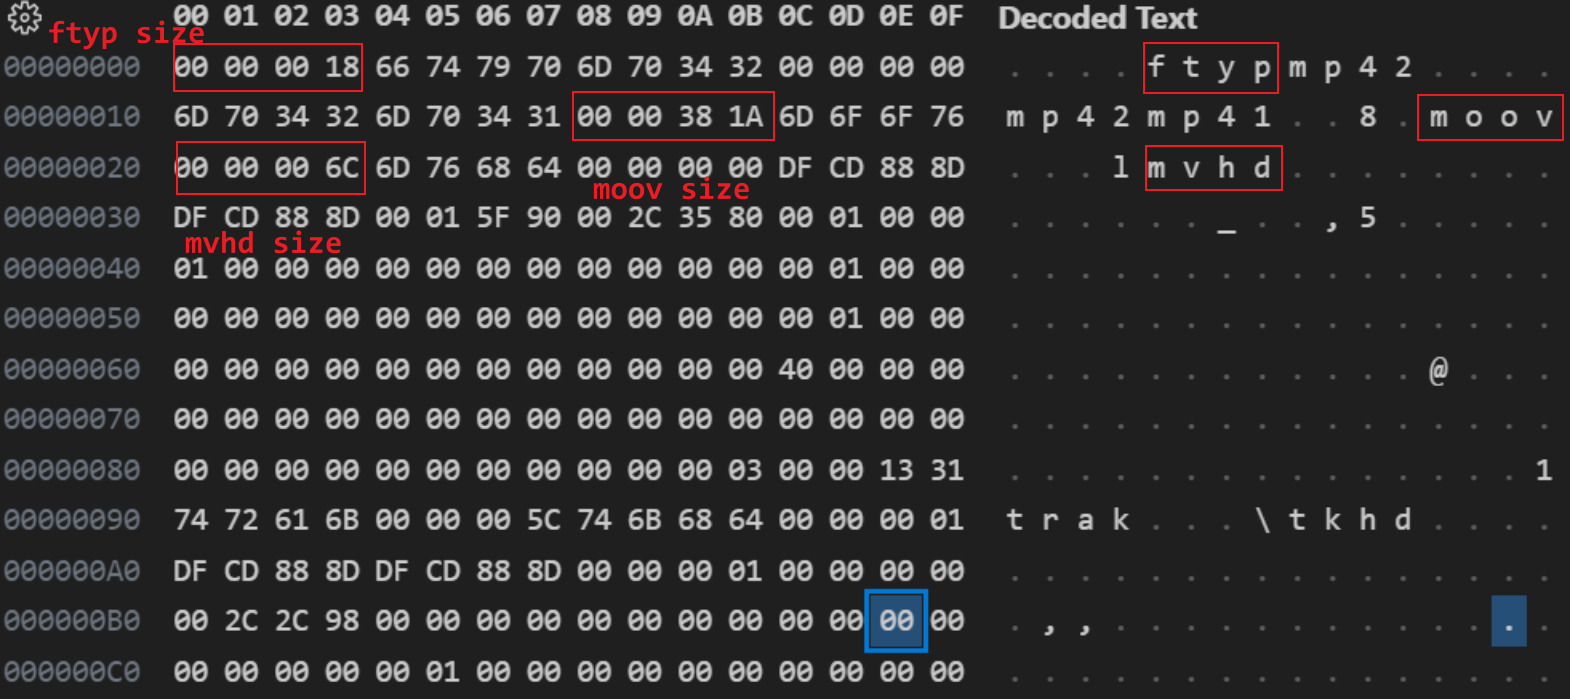 00 01 02 03 04 05 06 07 08 09 0A 0B 0C 0D 0E 0F Decoded Text
ftyp size
00000000 00 00 00 18 66 74 79 70 6D 70 34 32 00 00 00 00 . . . . f t y p m p 4 2 . . . .
00000010 6D 70 34 32 6D 70 34 31 00 00 38 1A 6D 6F 6F 76 m p 4 2 m p 4 1 . . 8 . m o o v
00000020 00 00 00 6C 6D 76 68 64 00 00 00 00 DF CD 88 8D . . . l m v h d . . . . . . . .
moov size
00000030 DF CD 88 8D 00 01 5F 90 00 2C 35 80 00 01 00 00 . . . . . . _ . . , 5 . . . . .
mvhd size
00000040 01 00 00 00 00 00 00 00 00 00 00 00 00 01 00 00 . . . . . . . . . . . . . . . .
00000050 00 00 00 00 00 00 00 00 00 00 00 00 00 01 00 00 . . . . . . . . . . . . . . . .
00000060 00 00 00 00 00 00 00 00 00 00 00 00 40 00 00 00 . . . . . . . . . . . . @ . . .
00000070 00 00 00 00 00 00 00 00 00 00 00 00 00 00 00 00 . . . . . . . . . . . . . . . .
00000080 00 00 00 00 00 00 00 00 00 00 00 03 00 00 13 31 . . . . . . . . . . . . . . . 1
00000090 74 72 61 6B 00 00 00 5C 74 6B 68 64 00 00 00 01 t r a k . . . \ t k h d . . . .
000000A0 DF CD 88 8D DF CD 88 8D 00 00 00 01 00 00 00 00 . . . . . . . . . . . . . . . .
000000B0 00 2C 2C 98 00 00 00 00 00 00 00 00 00 00 00 00 . , , . . . . . . . . . . . . .
000000C0 00 00 00 00 00 01 00 00 00 00 00 00 00 00 00 00 . . . . . . . . . . . . . . . .